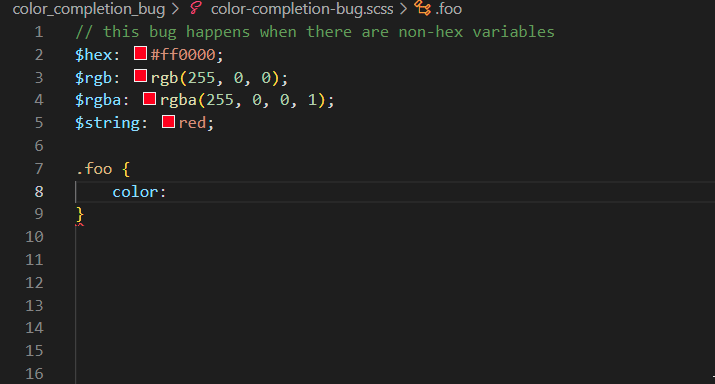 color_completion_bug > color-completion-bug.scss > .foo
1 // this bug happens when there are non-hex variables
2 $hex: #ff0000;
3 $rgb: rgb(255, 0, 0);
4 $rgba: rgba(255, 0, 0, 1);
5 $string: red;
6
7 .foo {
8     color:
9 }
10
11
12
13
14
15
16